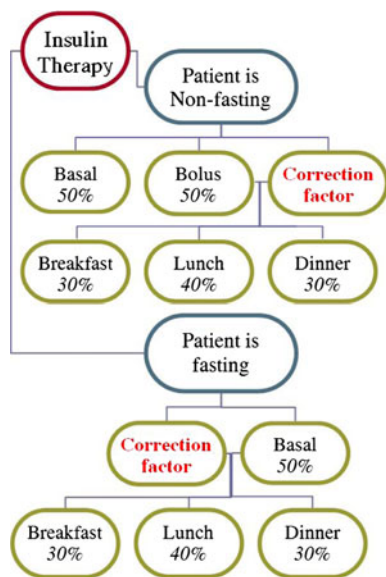 Insulin
Therapy
Patient is
Non-fasting
Basal
50%
Bolus
50%
Correction
factor
Breakfast
30%
Lunch
40%
Dinner
30%
Patient is
fasting
Correction
factor
Basal
50%
Breakfast
30%
Lunch
40%
Dinner
30%